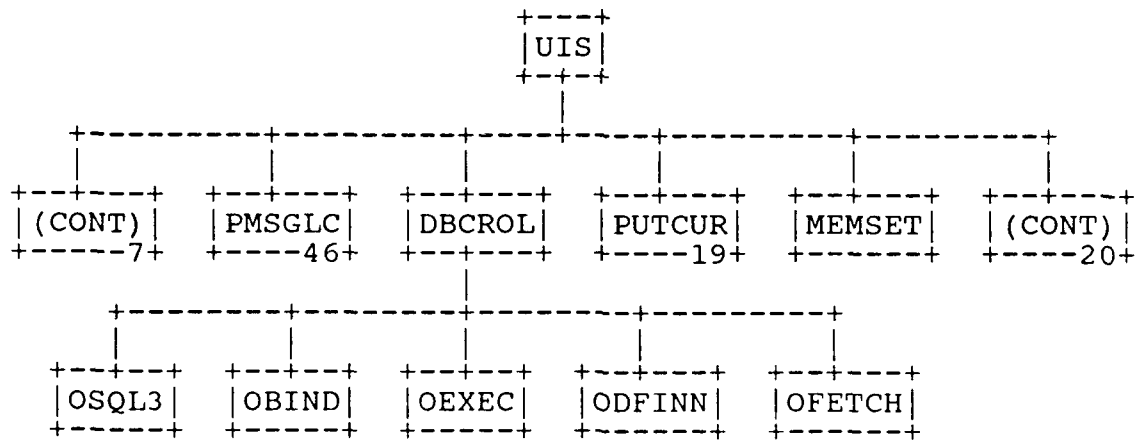 UIS
(CONT) PMSGLC DBCROL PUTCUR MEMSET (CONT)
7 46 19 20
OSQL3 OBIND OEXEC ODFINN OFETCH